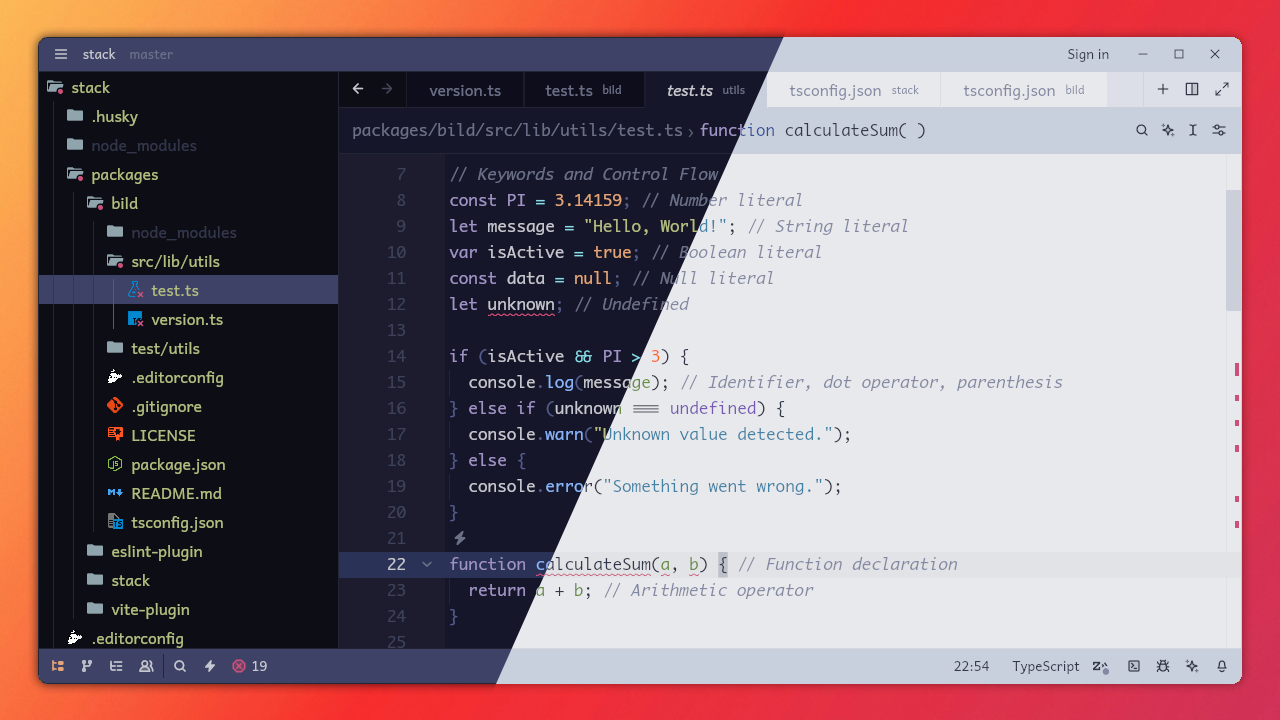 stack master Sign in
stack
.husky
node_modules
packages
bild
node_modules
src/lib/utils
test.ts
version.ts
test/utils
.editorconfig
.gitignore
LICENSE
package.json
README.md
tsconfig.json
eslint-plugin
stack
vite-plugin
.editorconfig
version.ts test.ts bild test.ts utils tsconfig.json stack tsconfig.json bild
packages/bild/src/lib/utils/test.ts › function calculateSum( )
7 // Keywords and Control Flow
8 const PI = 3.14159; // Number literal
9 let message = "Hello, World!"; // String literal
10 var isActive = true; // Boolean literal
11 const data = null; // Null literal
12 let unknown; // Undefined
13
14 if (isActive && PI > 3) {
15 console.log(message); // Identifier, dot operator, parenthesis
16 } else if (unknown === undefined) {
17 console.warn("Unknown value detected.");
18 } else {
19 console.error("Something went wrong.");
20 }
21
22 function calculateSum(a, b) { // Function declaration
23 return a + b; // Arithmetic operator
24 }
25
19 22:54 TypeScript